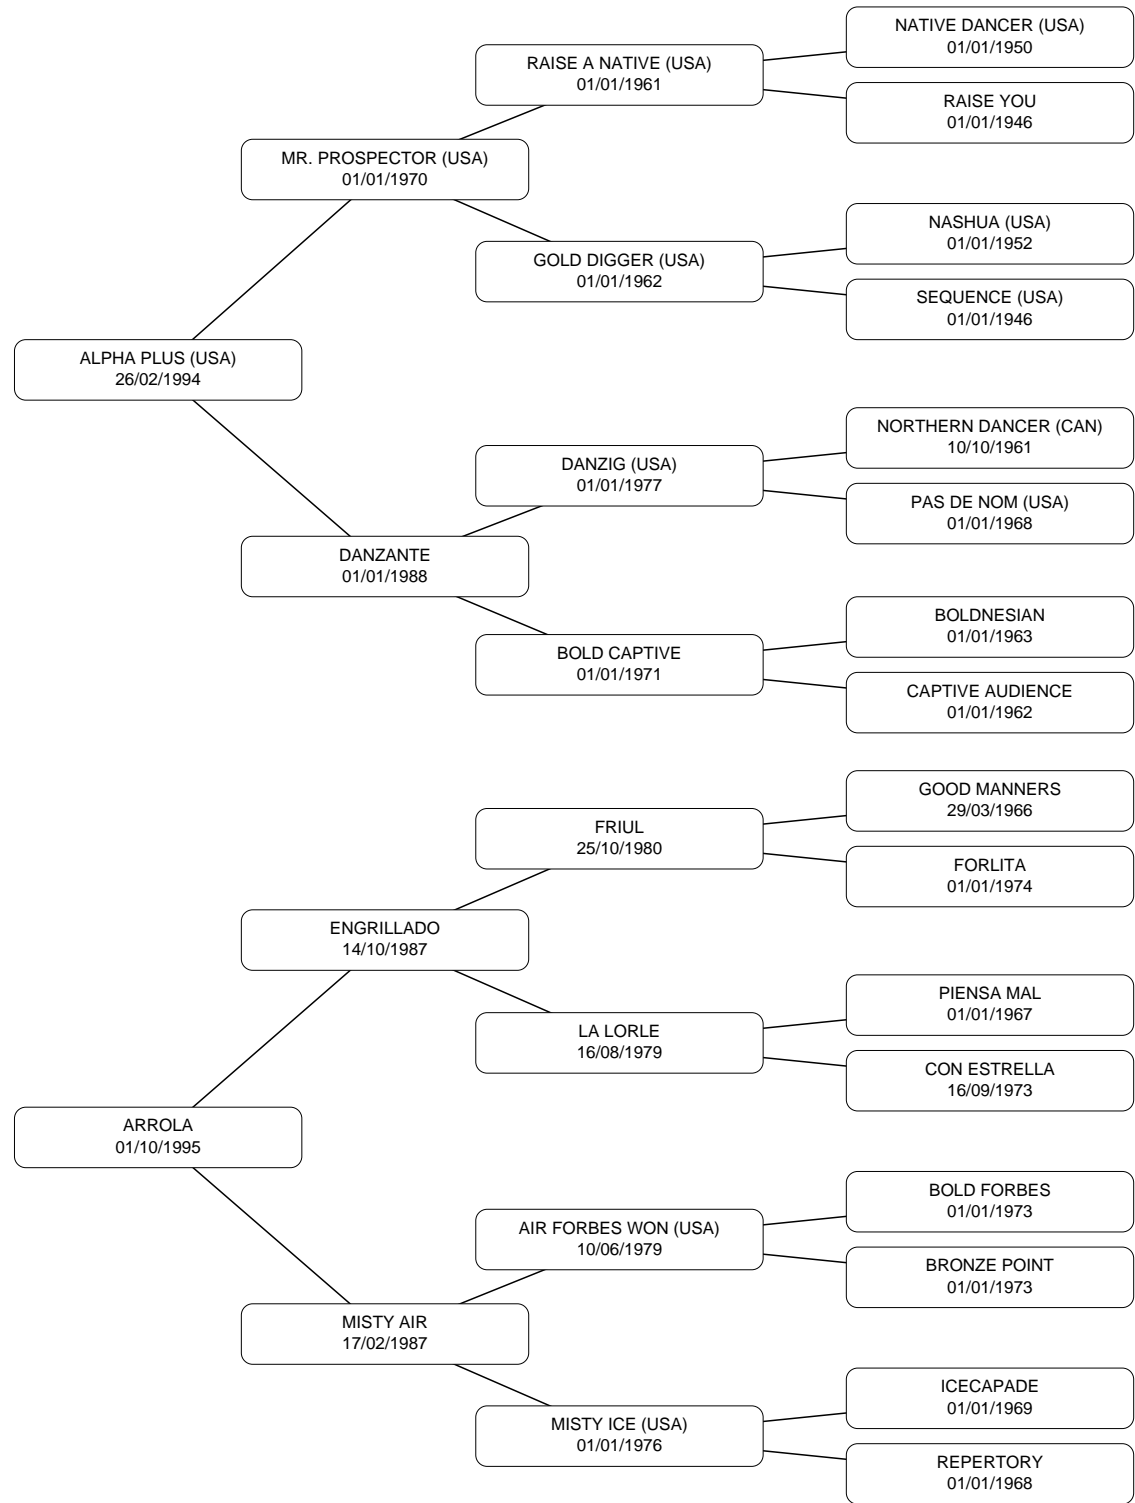 NATIVE DANCER (USA)
01/01/1950
RAISE A NATIVE (USA)
01/01/1961
RAISE YOU
01/01/1946
MR. PROSPECTOR (USA)
01/01/1970
NASHUA (USA)
01/01/1952
GOLD DIGGER (USA)
01/01/1962
SEQUENCE (USA)
01/01/1946
ALPHA PLUS (USA)
26/02/1994
NORTHERN DANCER (CAN)
10/10/1961
DANZIG (USA)
01/01/1977
PAS DE NOM (USA)
01/01/1968
DANZANTE
01/01/1988
BOLDNESIAN
01/01/1963
BOLD CAPTIVE
01/01/1971
CAPTIVE AUDIENCE
01/01/1962
GOOD MANNERS
29/03/1966
FRIUL
25/10/1980
FORLITA
01/01/1974
ENGRILLADO
14/10/1987
PIENSA MAL
01/01/1967
LA LORLE
16/08/1979
CON ESTRELLA
16/09/1973
ARROLA
01/10/1995
BOLD FORBES
01/01/1973
AIR FORBES WON (USA)
10/06/1979
BRONZE POINT
01/01/1973
MISTY AIR
17/02/1987
ICECAPADE
01/01/1969
MISTY ICE (USA)
01/01/1976
REPERTORY
01/01/1968